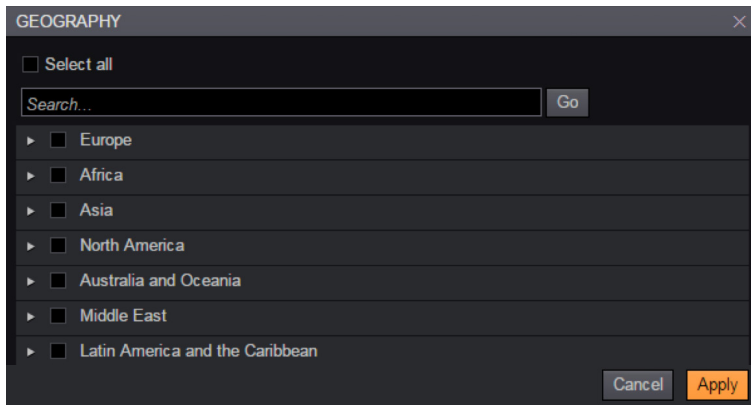 GEOGRAPHY
Select all
Search...
Go
Europe
Africa
Asia
North America
Australia and Oceania
Middle East
Latin America and the Caribbean
Cancel
Apply